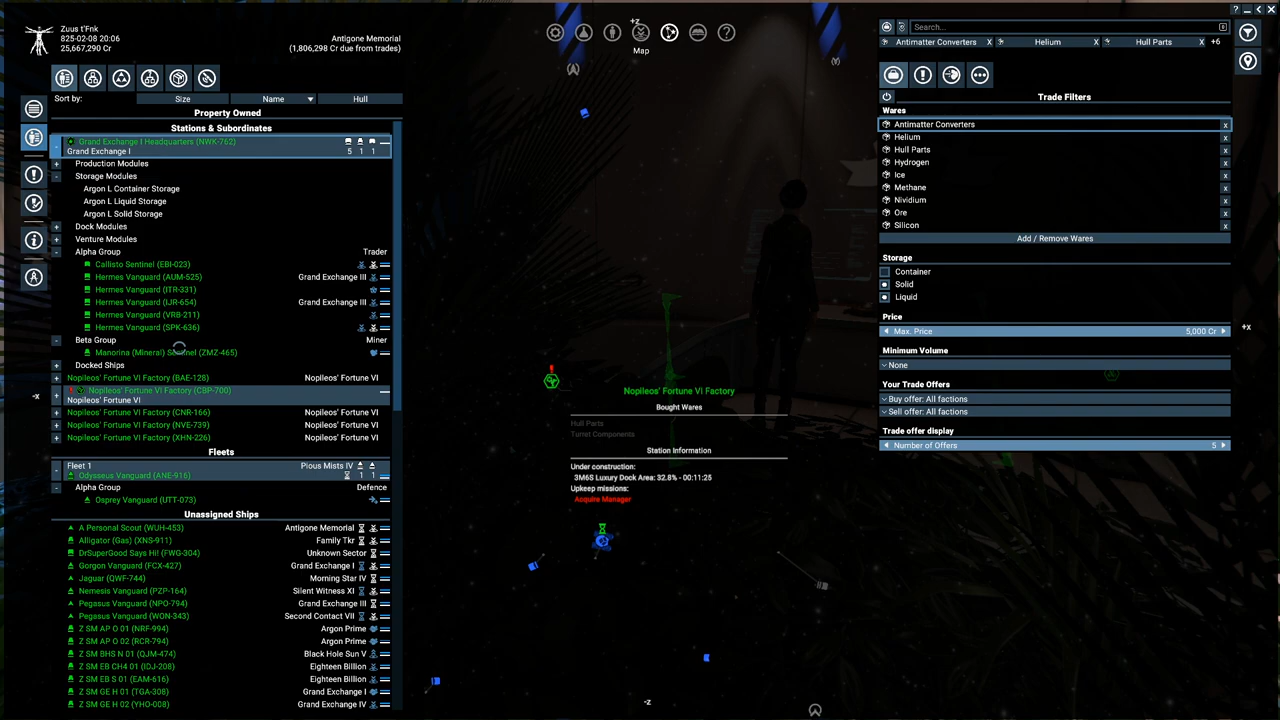 Zuus t'Fnk
825-02-08 20:06
25,667,290 Cr
Antigone Memorial
(1,806,298 Cr due from trades)
Sort by:
Size
Name
Hull
Property Owned
Stations & Subordinates
Grand Exchange I Headquarters (NWK-762)
Grand Exchange I
5 1 1
Production Modules
Storage Modules
Argon L Container Storage
Argon L Liquid Storage
Argon L Solid Storage
Dock Modules
Venture Modules
Alpha Group Trader
Callisto Sentinel (EBI-023)
Hermes Vanguard (AUM-525) Grand Exchange III
Hermes Vanguard (ITR-331)
Hermes Vanguard (IJR-654) Grand Exchange III
Hermes Vanguard (VRB-211)
Hermes Vanguard (SPK-636)
Beta Group Miner
Manorina (Mineral) Sentinel (ZMZ-465)
Docked Ships
Nopileos' Fortune VI Factory (BAE-128) Nopileos' Fortune VI
Nopileos' Fortune VI Factory (CBP-700)
Nopileos' Fortune VI
Nopileos' Fortune VI Factory (CNR-166) Nopileos' Fortune VI
Nopileos' Fortune VI Factory (NVE-739) Nopileos' Fortune VI
Nopileos' Fortune VI Factory (XHN-226) Nopileos' Fortune VI
Fleets
Fleet 1 Pious Mists IV
Odysseus Vanguard (ANE-916) 1 1
Alpha Group Defence
Osprey Vanguard (UTT-073)
Unassigned Ships
A Personal Scout (WUH-453) Antigone Memorial
Alligator (Gas) (XNS-911) Family Tkr
DrSuperGood Says Hi! (FWG-304) Unknown Sector
Gorgon Vanguard (FCX-427) Grand Exchange I
Jaguar (QWF-744) Morning Star IV
Nemesis Vanguard (PZP-164) Silent Witness XI
Pegasus Vanguard (NPO-794) Grand Exchange III
Pegasus Vanguard (WON-343) Second Contact VII
Z SM AP O 01 (NRF-994) Argon Prime
Z SM AP O 02 (RCR-794) Argon Prime
Z SM BHS N 01 (QJM-474) Black Hole Sun V
Z SM EB CH4 01 (IDJ-208) Eighteen Billion
Z SM EB S 01 (EAM-616) Eighteen Billion
Z SM GE H 01 (TGA-308) Grand Exchange I
Z SM GE H 02 (YHO-008) Grand Exchange IV
+z
Map
-x
+x
-z
Nopileos' Fortune VI Factory
Bought Wares
Hull Parts
Turret Components
Station Information
Under construction:
3M6S Luxury Dock Area: 32.8% - 00:11:25
Upkeep missions:
Acquire Manager
Search...
Antimatter Converters X
Helium X
Hull Parts X
+6
Trade Filters
Wares
Antimatter Converters x
Helium x
Hull Parts x
Hydrogen x
Ice x
Methane x
Nividium x
Ore x
Silicon x
Add / Remove Wares
Storage
Container
Solid
Liquid
Price
Max. Price 5,000 Cr
Minimum Volume
None
Your Trade Offers
Buy offer: All factions
Sell offer: All factions
Trade offer display
Number of Offers 5